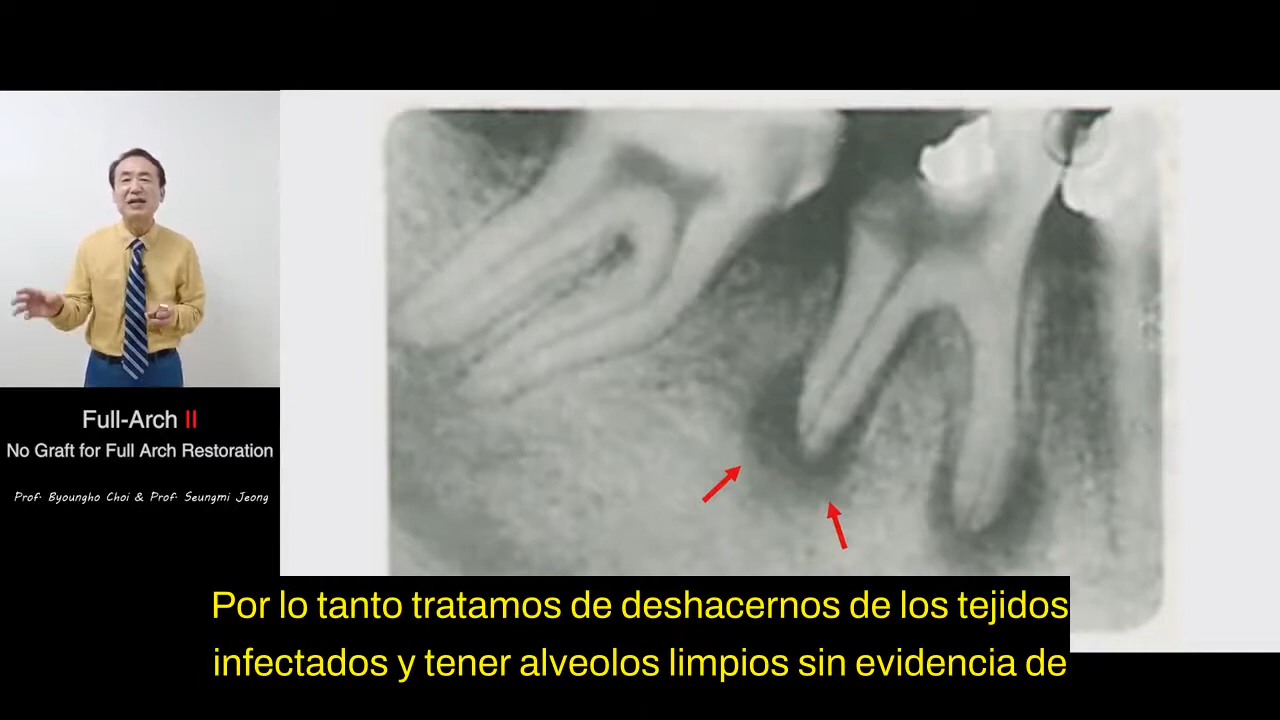 Full-Arch II
No Graft for Full Arch Restoration
Prof. Byoungho Choi & Prof. Seungmi Jeong
Por lo tanto tratamos de deshacernos de los tejidos
infectados y tener alveolos limpios sin evidencia de